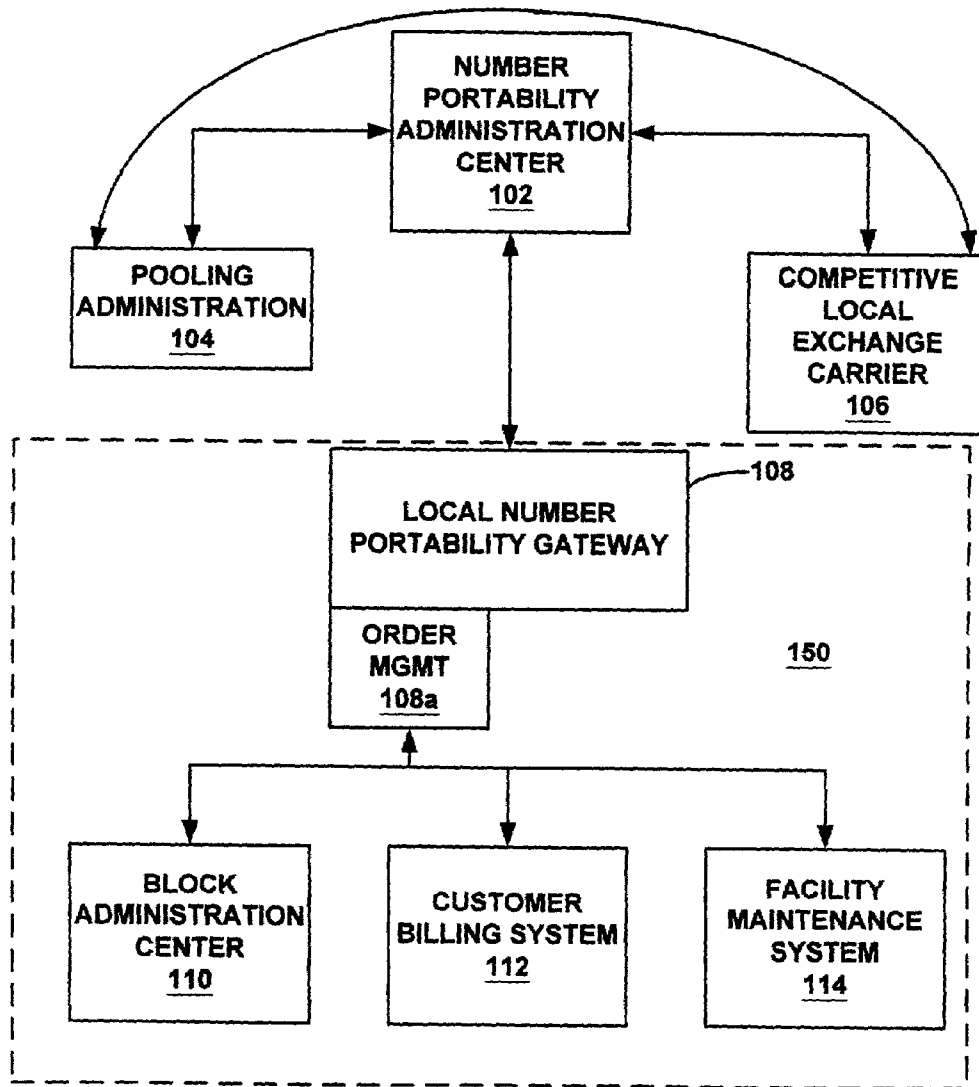 NUMBER
PORTABILITY
ADMINISTRATION
CENTER
102
POOLING
ADMINISTRATION
104
COMPETITIVE
LOCAL
EXCHANGE
CARRIER
106
108
LOCAL NUMBER
PORTABILITY GATEWAY
ORDER
MGMT
108a
150
BLOCK
ADMINISTRATION
CENTER
110
CUSTOMER
BILLING SYSTEM
112
FACILITY
MAINTENANCE
SYSTEM
114